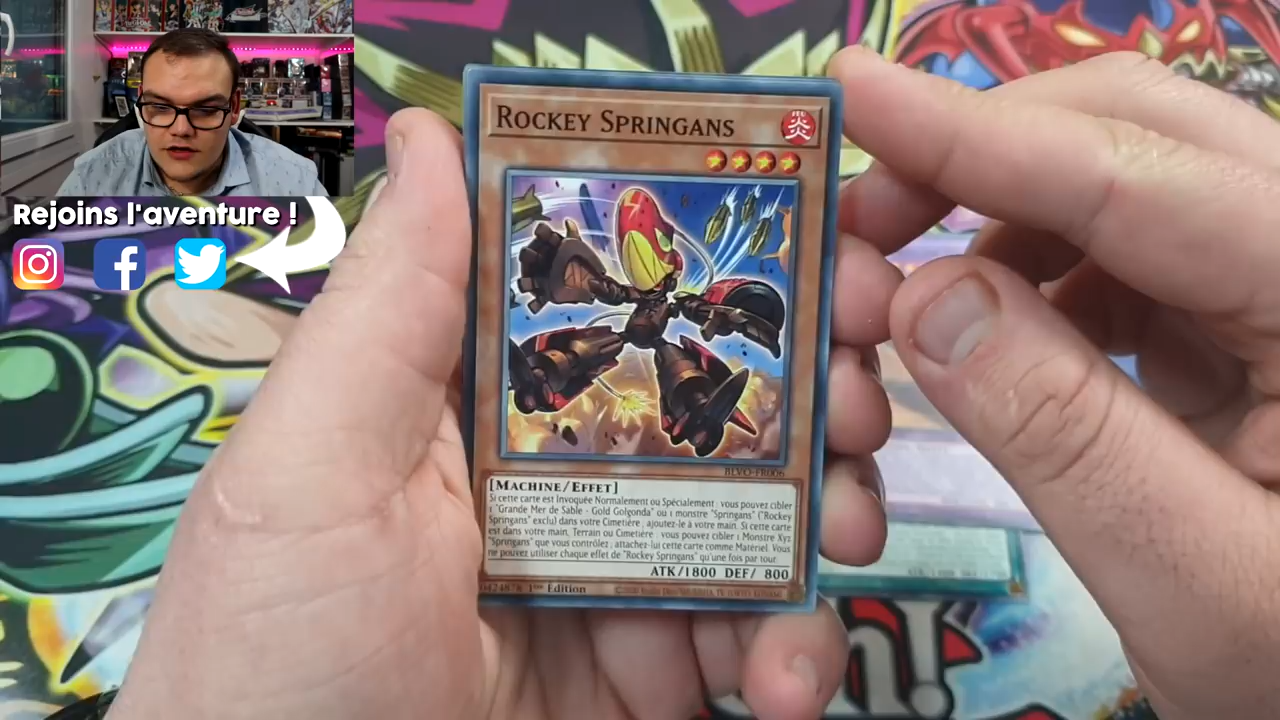 Rejoins l'aventure !
ROCKEY SPRINGANS
FEU
炎
BLVO-FR006
[MACHINE/EFFET]
Si cette carte est Invoquée Normalement ou Spécialement : vous pouvez cibler
1 "Grande Mer de Sable - Gold Golgonda" ou 1 monstre "Springans" ("Rockey
Springans" exclu) dans votre Cimetière ; ajoutez-le à votre main. Si cette carte
est dans votre main, Terrain ou Cimetière : vous pouvez cibler 1 Monstre Xyz
"Springans" que vous contrôlez ; attachez-lui cette carte comme Matériel. Vous
ne pouvez utiliser chaque effet de "Rockey Springans" qu'une fois par tour.
ATK/1800 DEF/ 800
1ère Edition